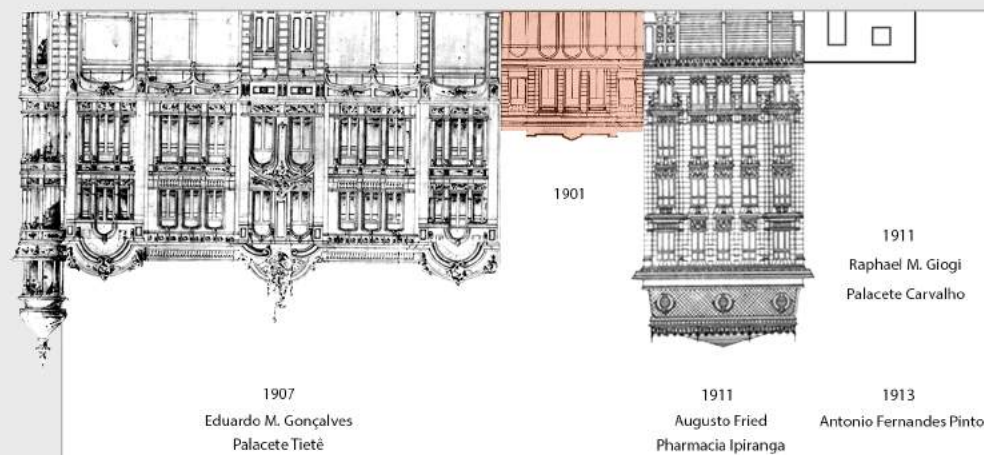 1901
1911
Raphael M. Giogi
Palacete Carvalho
1907
Eduardo M. Gonçalves
Palacete Tietê
1911
Augusto Fried
Pharmacia Ipiranga
1913
Antonio Fernandes Pinto